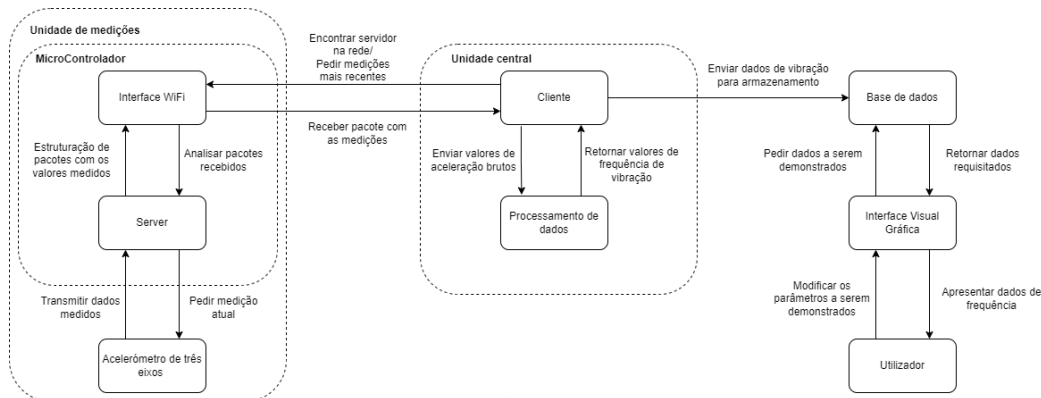 Unidade de medições
MicroControlador
Interface WiFi
Estruturação de
pacotes com os
valores medidos
Analisar pacotes
recebidos
Server
Transmitir dados
medidos
Pedir medição
atual
Acelerómetro de três
eixos
Encontrar servidor
na rede/
Pedir medições
mais recentes
Receber pacote com
as medições
Unidade central
Cliente
Enviar valores de
aceleração brutos
Retornar valores de
frequência de
vibração
Processamento de
dados
Enviar dados de vibração
para armazenamento
Base de dados
Pedir dados a serem
demonstrados
Retornar dados
requisitados
Interface Visual
Gráfica
Modificar os
parâmetros a serem
demonstrados
Apresentar dados de
frequência
Utilizador